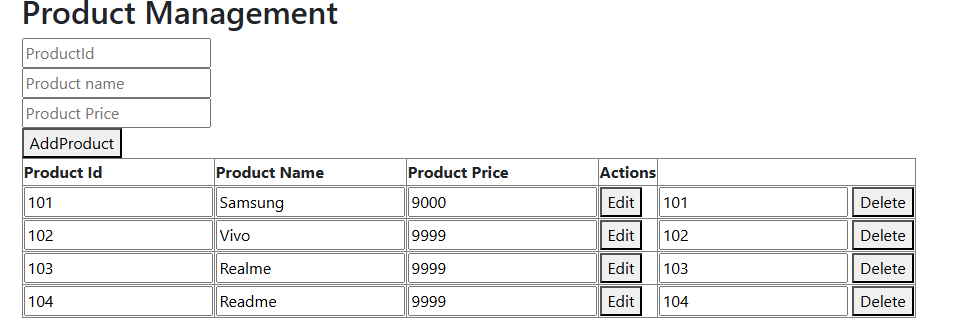 Product Management
ProductId
Product name
Product Price
AddProduct
Product Id Product Name Product Price Actions
101 Samsung 9000 Edit 101 Delete
102 Vivo 9999 Edit 102 Delete
103 Realme 9999 Edit 103 Delete
104 Readme 9999 Edit 104 Delete